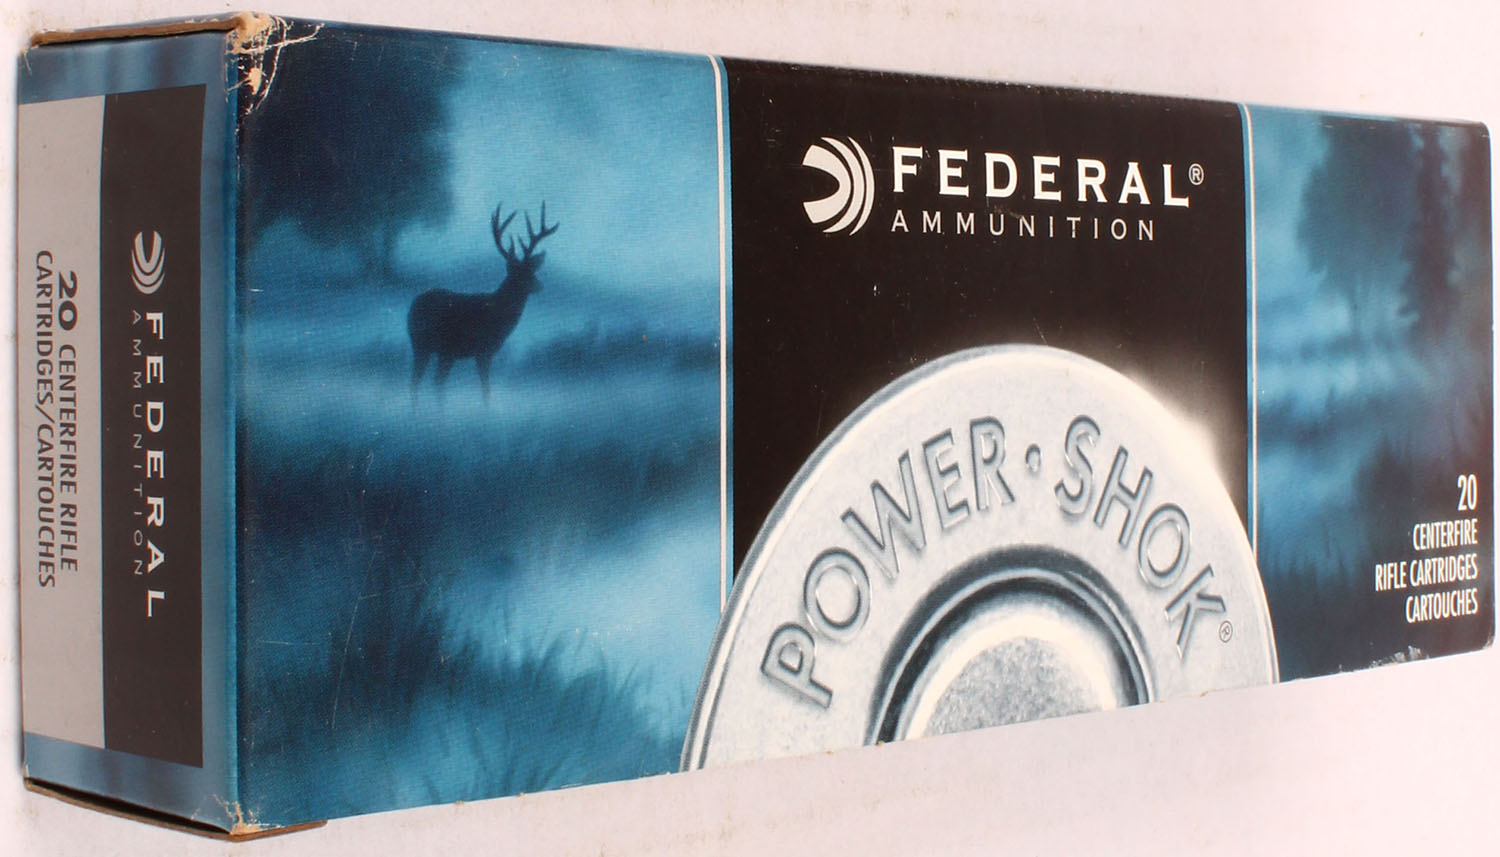 FEDERAL®
AMMUNITION
POWER·SHOK®
20
CENTERFIRE
RIFLE CARTRIDGES
CARTOUCHES
FEDERAL
AMMUNITION
20 CENTERFIRE RIFLE
CARTRIDGES/CARTOUCHES